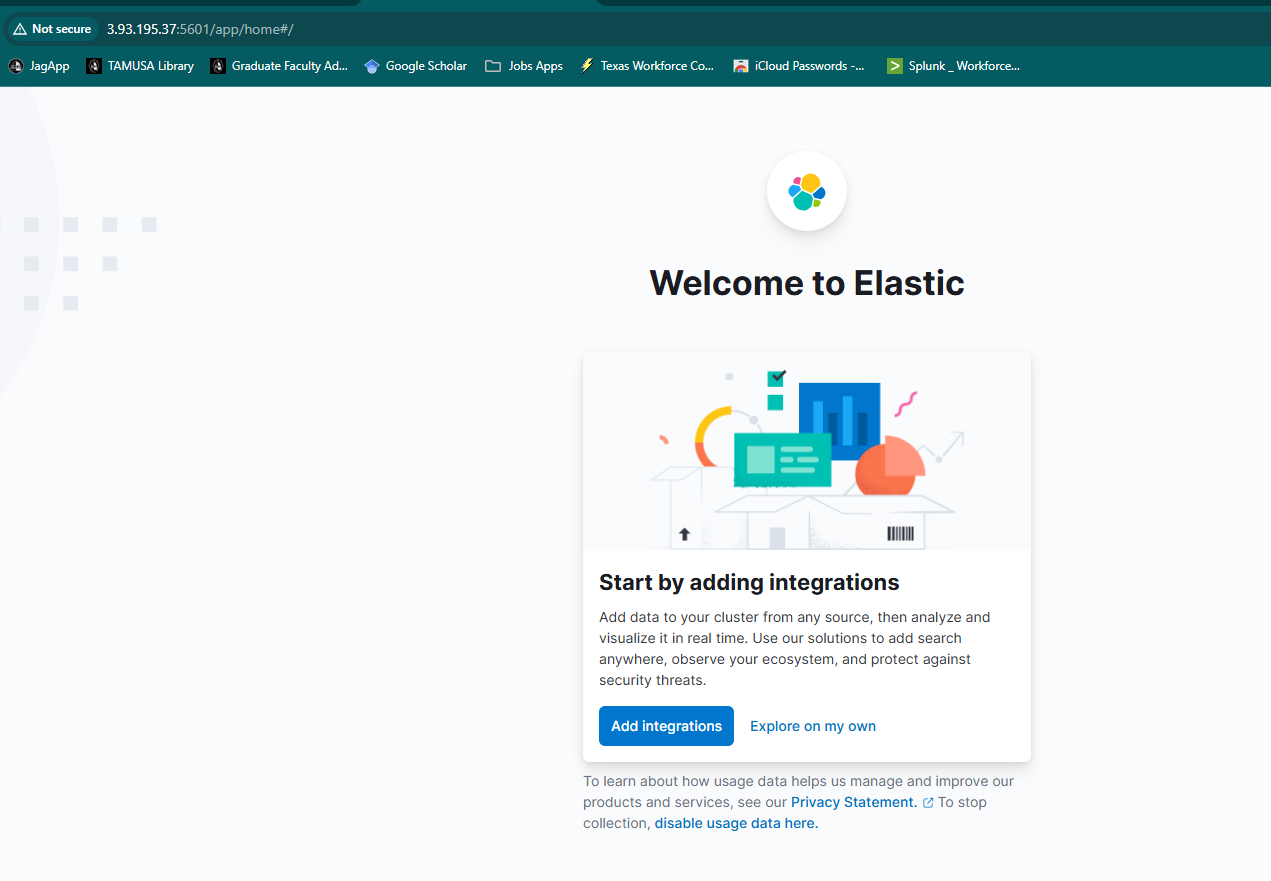 Not secure 3.93.195.37:5601/app/home#/
JagApp TAMUSA Library Graduate Faculty Ad... Google Scholar Jobs Apps Texas Workforce Co... iCloud Passwords -... Splunk _ Workforce...
Welcome to Elastic
Start by adding integrations
Add data to your cluster from any source, then analyze and
visualize it in real time. Use our solutions to add search
anywhere, observe your ecosystem, and protect against
security threats.
Add integrations Explore on my own
To learn about how usage data helps us manage and improve our
products and services, see our Privacy Statement. To stop
collection, disable usage data here.